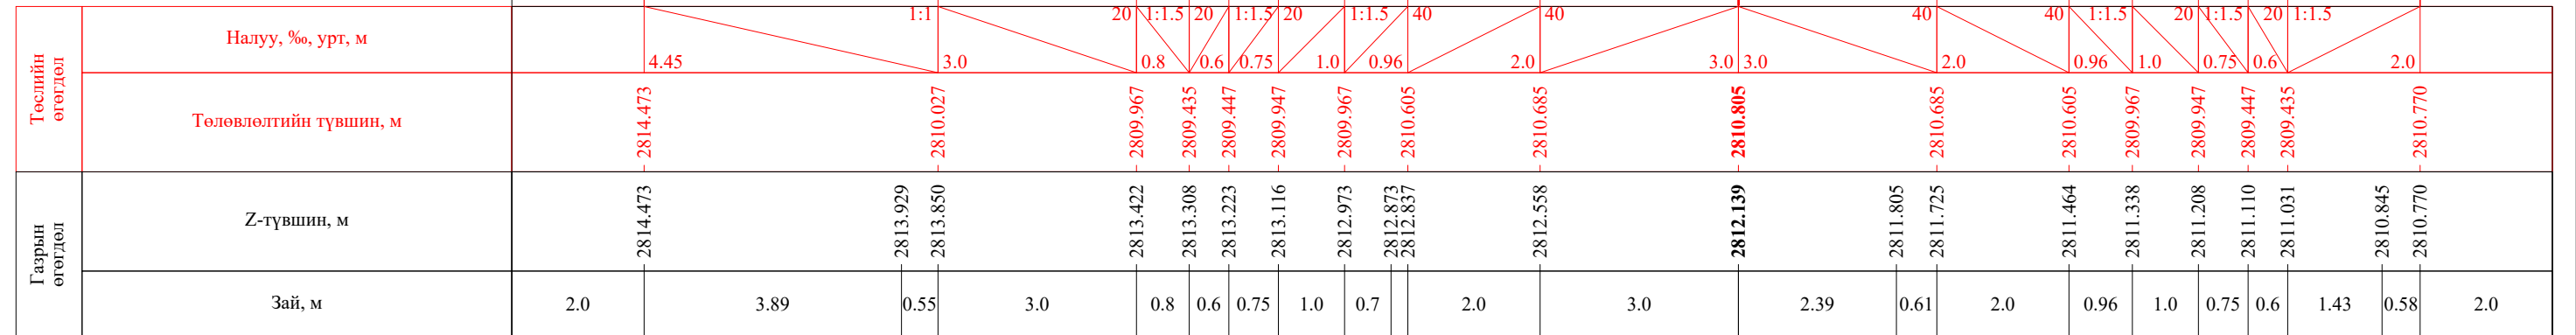 Төслийн өгөгдөл
Налуу, ‰, урт, м
1:1 20 1:1.5 20 1:1.5 20 1:1.5 40 40 40 40 1:1.5 20 1:1.5 20 1:1.5
4.45 3.0 0.8 0.6 0.75 1.0 0.96 2.0 3.0 3.0 2.0 0.96 1.0 0.75 0.6 2.0
Төлөвлөлтийн түвшин, м
2814.473 2810.027 2809.967 2809.435 2809.447 2809.947 2809.967 2810.605 2810.685 2810.805 2810.685 2810.605 2809.967 2809.947 2809.447 2809.435 2810.770
Газрын өгөгдөл
Z-түвшин, м
2814.473 2813.929 2813.850 2813.422 2813.308 2813.223 2813.116 2812.973 2812.873 2812.837 2812.558 2812.139 2811.805 2811.725 2811.464 2811.338 2811.208 2811.110 2811.031 2810.845 2810.770
Зай, м
2.0 3.89 0.55 3.0 0.8 0.6 0.75 1.0 0.7 2.0 3.0 2.39 0.61 2.0 0.96 1.0 0.75 0.6 1.43 0.58 2.0